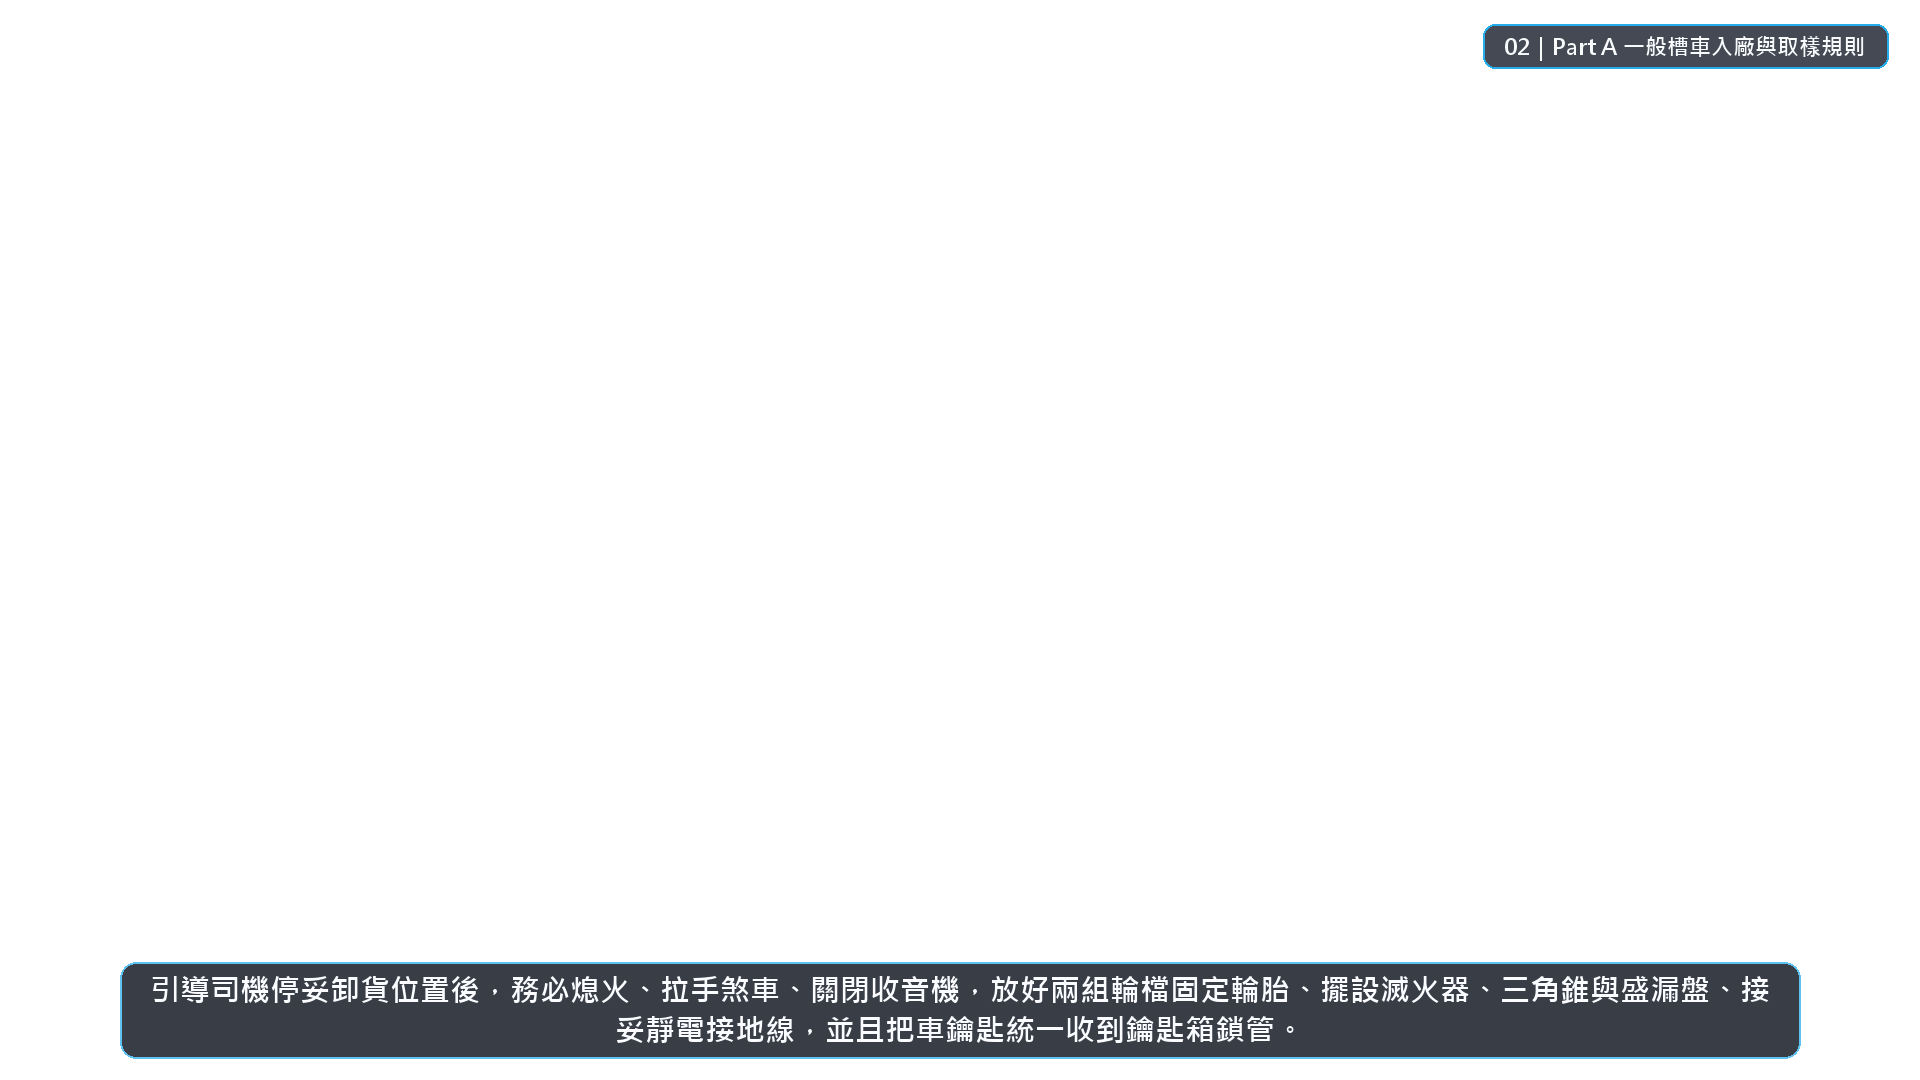 02 | Part A 一般槽車入廠與取樣規則
引導司機停妥卸貨位置後，務必熄火、拉手煞車、關閉收音機，放好兩組輪檔固定輪胎、擺設滅火器、三角錐與盛漏盤、接
妥靜電接地線，並且把車鑰匙統一收到鑰匙箱鎖管。